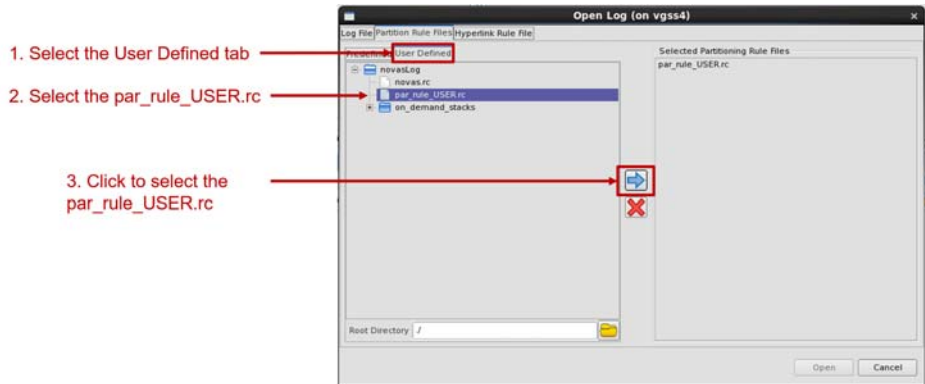 Open Log (on vgss4)
Log File Partition Rule Files Hyperlink Rule File
1. Select the User Defined tab
Predefined User Defined
Selected Partitioning Rule Files
novasLog
par_rule_USER.rc
novas.rc
2. Select the par_rule_USER.rc
par_rule_USER.rc
on_demand_stacks
3. Click to select the
par_rule_USER.rc
Root Directory ./
Open Cancel